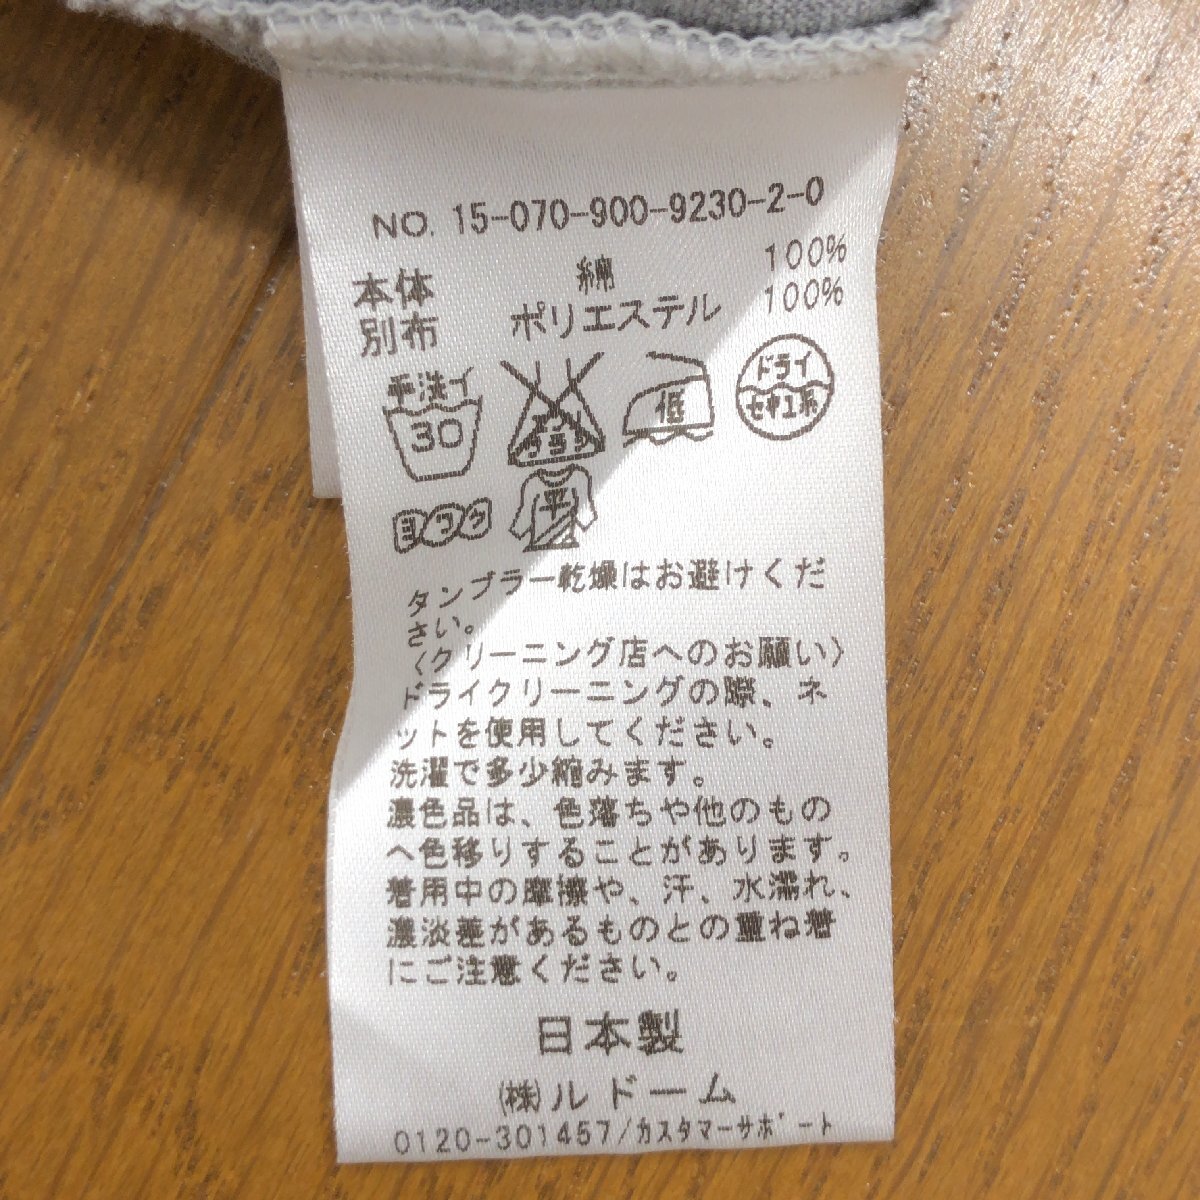 NO. 15-070-900-9230-2-0
本体 綿 100%
別布 ポリエステル 100%
手洗イ
30
エンソ
サラシ
低
ドライ
セキユ系
ヨワク
平
タンブラー乾燥はお避けくだ
さい。
〈クリーニング店へのお願い〉
ドライクリーニングの際、ネ
ットを使用してください。
洗濯で多少縮みます。
濃色品は、色落ちや他のもの
へ色移りすることがあります。
着用中の摩擦や、汗、水濡れ、
濃淡差があるものとの重ね着
にご注意ください。
日本製
(株)ルドーム
0120-301457/カスタマーサポート